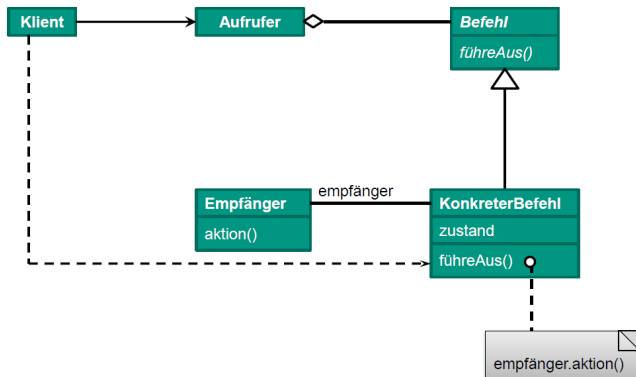 Klient
Aufrufer
Befehl
führeAus()
Empfänger
aktion()
empfänger
KonkreterBefehl
zustand
führeAus()
empfänger.aktion()